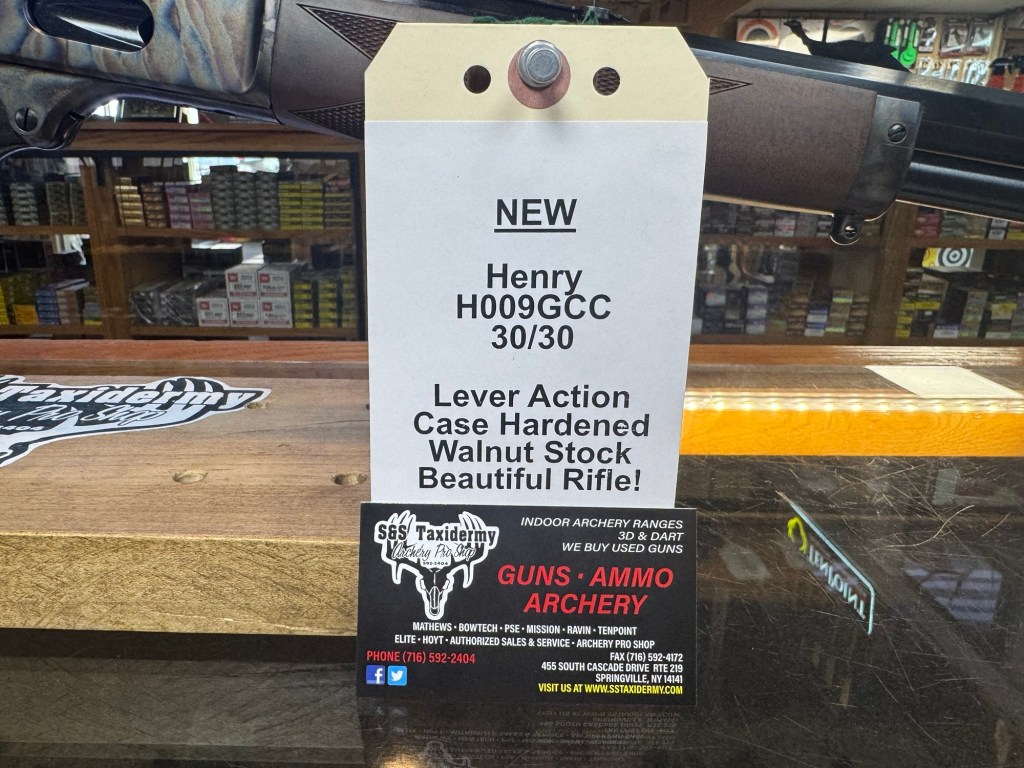 NEW
Henry
H009GCC
30/30
Lever Action
Case Hardened
Walnut Stock
Beautiful Rifle!
Taxidermy
S&S Taxidermy
Archery Pro Shop
592-2404
INDOOR ARCHERY RANGES
3D & DART
WE BUY USED GUNS
GUNS · AMMO
ARCHERY
MATHEWS • BOWTECH • PSE • MISSION • RAVIN • TENPOINT
ELITE • HOYT • AUTHORIZED SALES & SERVICE • ARCHERY PRO SHOP
PHONE (716) 592-2404
FAX (716) 592-4172
455 SOUTH CASCADE DRIVE RTE 219
SPRINGVILLE, NY 14141
VISIT US AT WWW.SSTAXIDERMY.COM